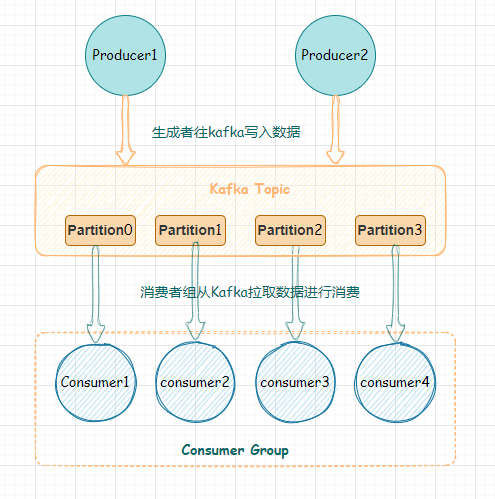 Producer1
Producer2
生成者往kafka写入数据
Kafka Topic
Partition0
Partition1
Partition2
Partition3
消费者组从Kafka拉取数据进行消费
Consumer1
consumer2
consumer3
consumer4
Consumer Group